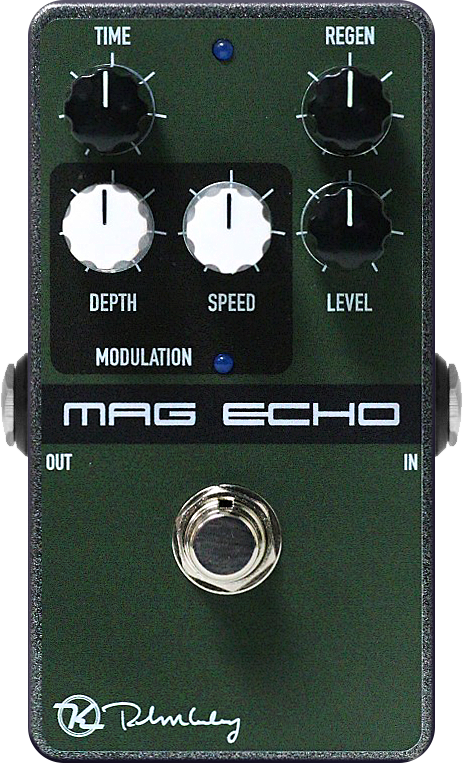 TIME REGEN
DEPTH SPEED LEVEL
MODULATION
MAG ECHO
OUT IN
K